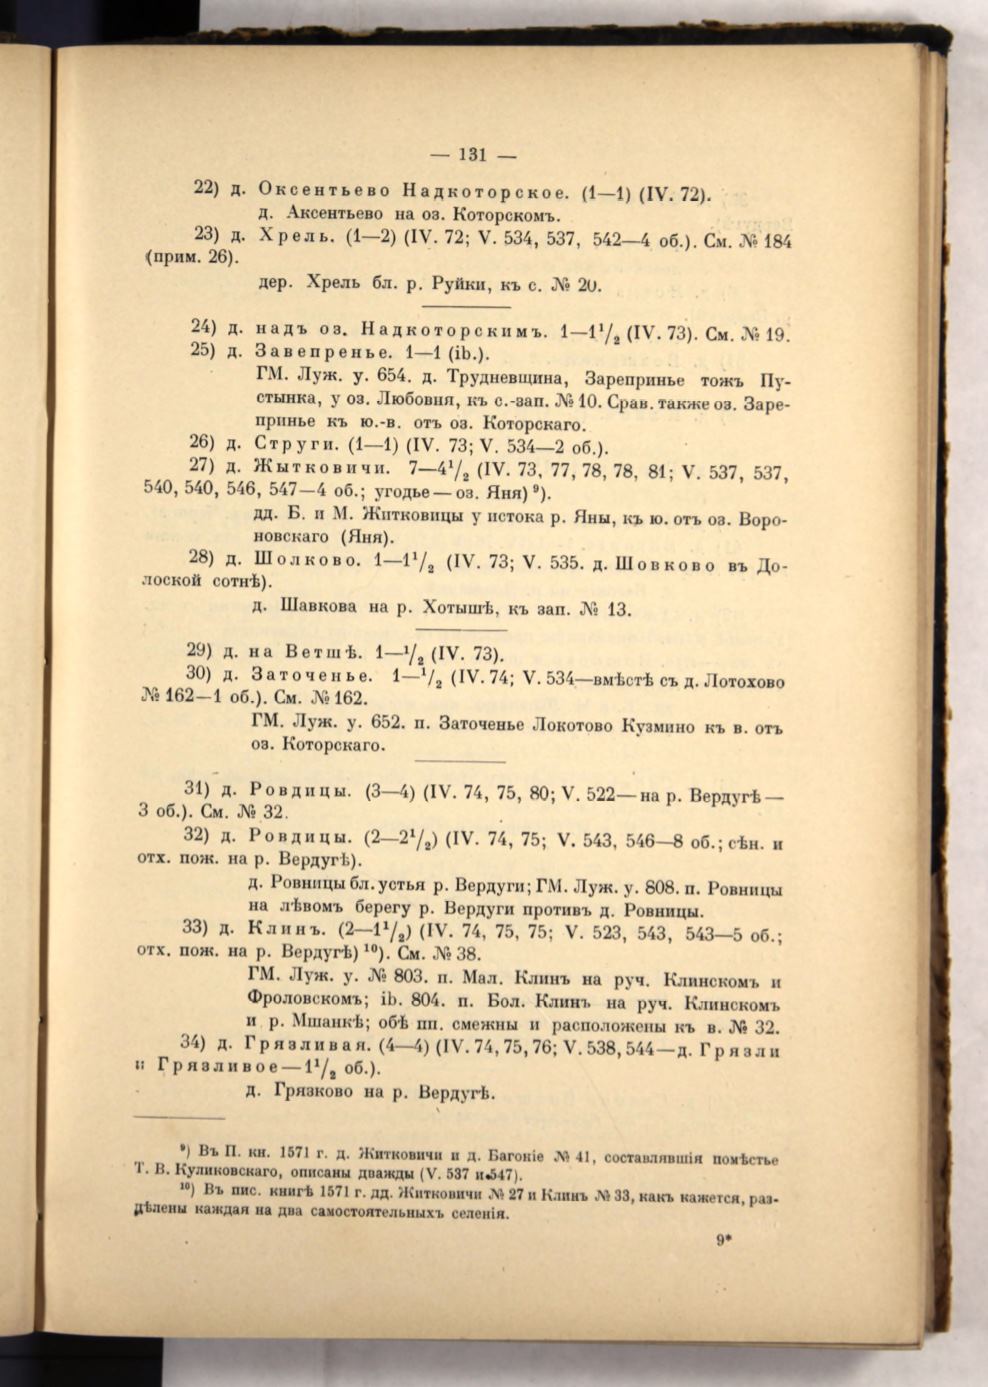 — 131 —
22) д. Оксентьево Надкоторское. (1—1) (IV. 72).
д. Аксентьево на оз. Которскомъ.
23) д. Хрель. (1—2) (IV. 72; V. 534, 537, 542—4 об.). См. № 184
(прим. 26).
дер. Хрель бл. р. Руйки, къ с. № 20.
24) д. надъ оз. Надкоторскимъ. 1—1¹/₂ (IV. 73). См. № 19.
25) д. Завепренье. 1—1 (ib.).
ГМ. Луж. у. 654. д. Трудневщина, Зарепринье тожъ Пу-
стынка, у оз. Любовня, къ с.-зап. № 10. Срав. также оз. Заре-
принье къ ю.-в. отъ оз. Которскаго.
26) д. Струги. (1—1) (IV. 73; V. 534—2 об.).
27) д. Жытковичи. 7—4¹/₂ (IV. 73, 77, 78, 78, 81; V. 537, 537,
540, 540, 546, 547—4 об.; угодье — оз. Яня) ⁹).
дд. Б. и М. Житковицы у истока р. Яны, къ ю. отъ оз. Воро-
новскаго (Яня).
28) д. Шолково. 1—1¹/₂ (IV. 73; V. 535. д. Шовково въ До-
лоской сотнѣ).
д. Шавкова на р. Хотышѣ, къ зап. № 13.
29) д. на Ветшѣ. 1—¹/₂ (IV. 73).
30) д. Заточенье. 1—¹/₂ (IV. 74; V. 534—вмѣстѣ съ д. Лотохово
№ 162—1 об.). См. № 162.
ГМ. Луж. у. 652. п. Заточенье Локотово Кузмино къ в. отъ
оз. Которскаго.
31) д. Ровдицы. (3—4) (IV. 74, 75, 80; V. 522—на р. Вердугѣ —
3 об.). См. № 32.
32) д. Ровдицы. (2—2¹/₂) (IV. 74, 75; V. 543, 546—8 об.; сѣн. и
отх. пож. на р. Вердугѣ).
д. Ровницы бл. устья р. Вердуги; ГМ. Луж. у. 808. п. Ровницы
на лѣвомъ берегу р. Вердуги противъ д. Ровницы.
33) д. Клинъ. (2—1¹/₂) (IV. 74, 75, 75; V. 523, 543, 543—5 об.;
отх. пож. на р. Вердугѣ) ¹⁰). См. № 38.
ГМ. Луж. у. № 803. п. Мал. Клинъ на руч. Клинскомъ и
Фроловскомъ; ib. 804. п. Бол. Клинъ на руч. Клинскомъ
и р. Мшанкѣ; обѣ пп. смежны и расположены къ в. № 32.
34) д. Грязливая. (4—4) (IV. 74, 75, 76; V. 538, 544—д. Грязли
и Грязливое—1¹/₂ об.).
д. Грязково на р. Вердугѣ.
⁹) Въ П. кн. 1571 г. д. Житковичи и д. Багоніе № 41, составлявшія помѣстье
Т. В. Куликовскаго, описаны дважды (V. 537 и 547).
¹⁰) Въ пис. книгѣ 1571 г. дд. Житковичи № 27 и Клинъ № 33, какъ кажется, раз-
дѣлены каждая на два самостоятельныхъ селенія.
9*